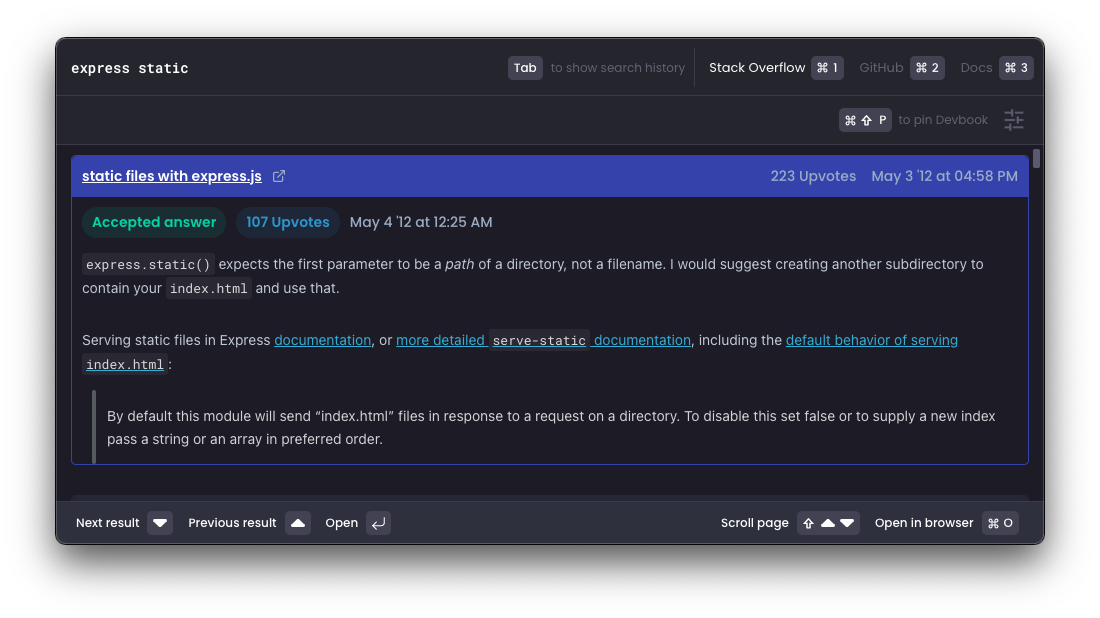 express static Tab to show search history Stack Overflow ⌘ 1 GitHub ⌘ 2 Docs ⌘ 3
⌘ ⇧ P to pin Devbook
static files with express.js 223 Upvotes May 3 '12 at 04:58 PM
Accepted answer 107 Upvotes May 4 '12 at 12:25 AM
express.static() expects the first parameter to be a path of a directory, not a filename. I would suggest creating another subdirectory to
contain your index.html and use that.
Serving static files in Express documentation, or more detailed serve-static documentation, including the default behavior of serving
index.html :
By default this module will send “index.html” files in response to a request on a directory. To disable this set false or to supply a new index
pass a string or an array in preferred order.
Next result Previous result Open Scroll page Open in browser ⌘ O